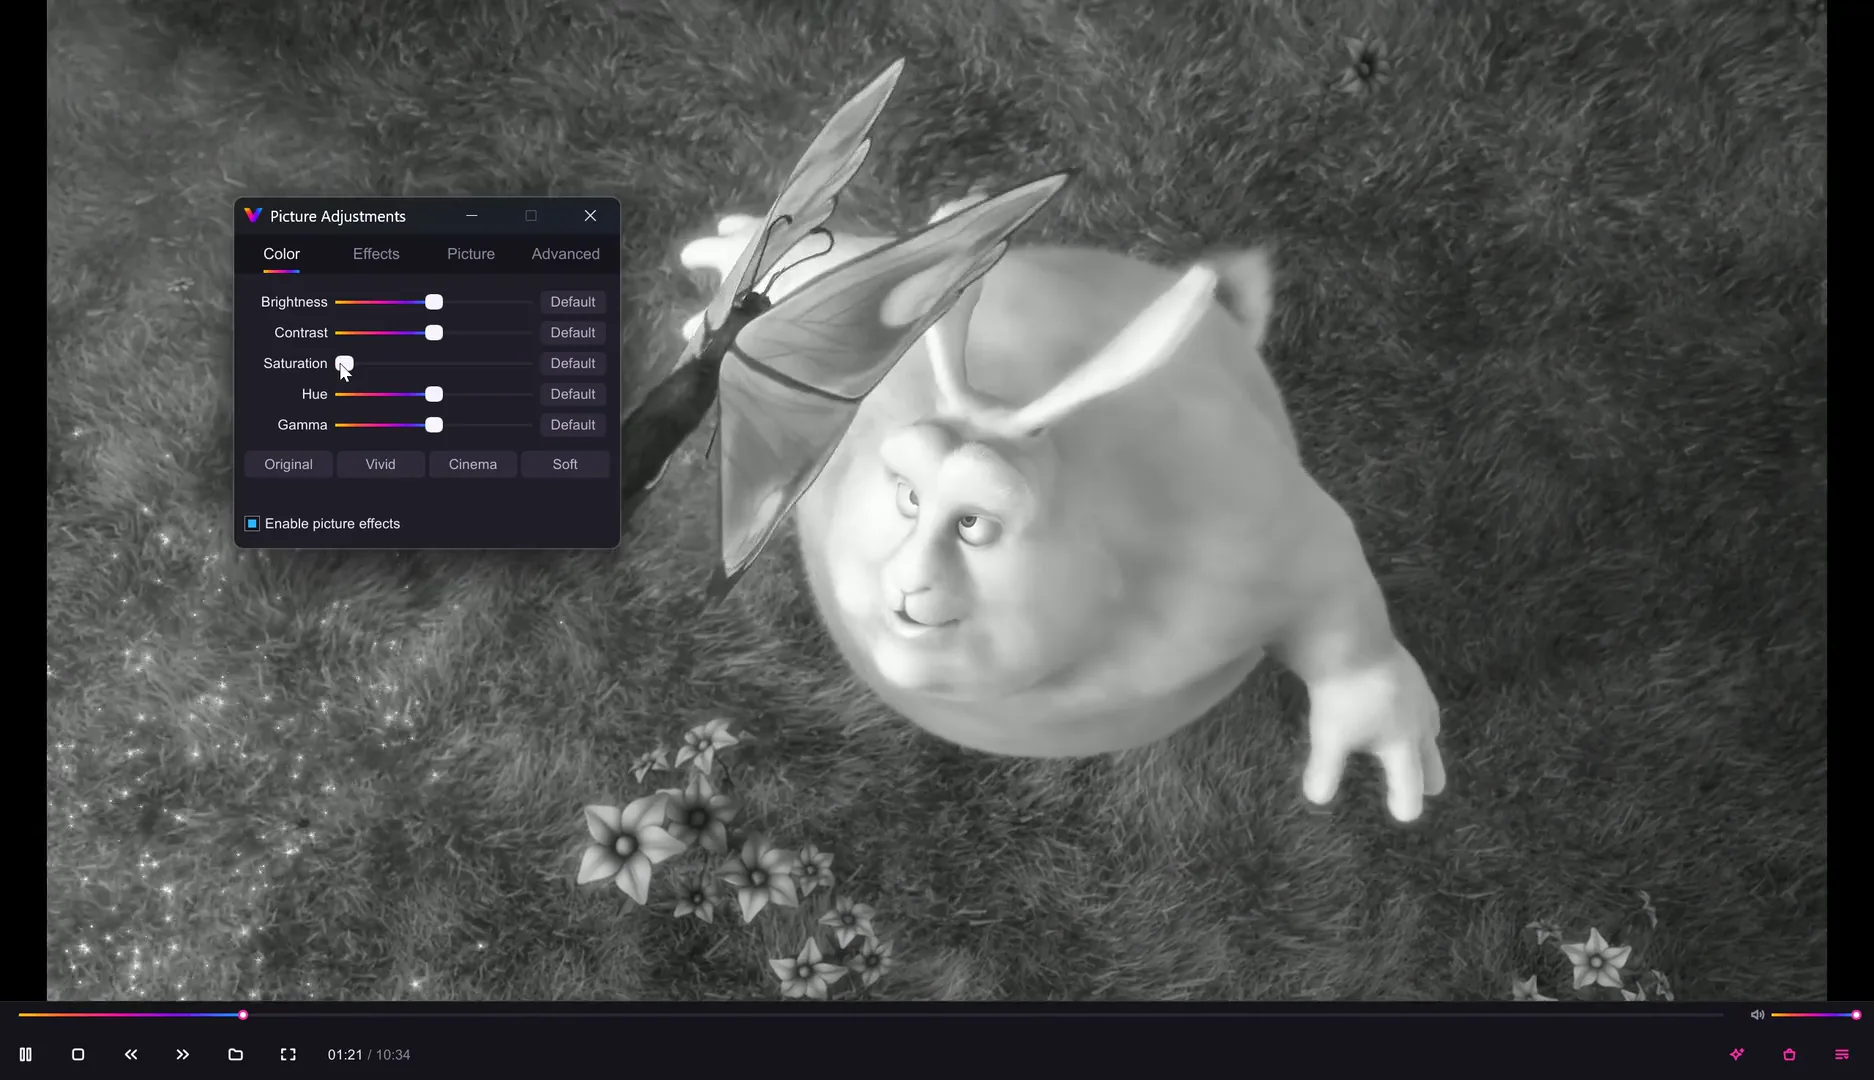 Picture Adjustments
Color Effects Picture Advanced
Brightness Default
Contrast Default
Saturation Default
Hue Default
Gamma Default
Original Vivid Cinema Soft
Enable picture effects
01:21 / 10:34